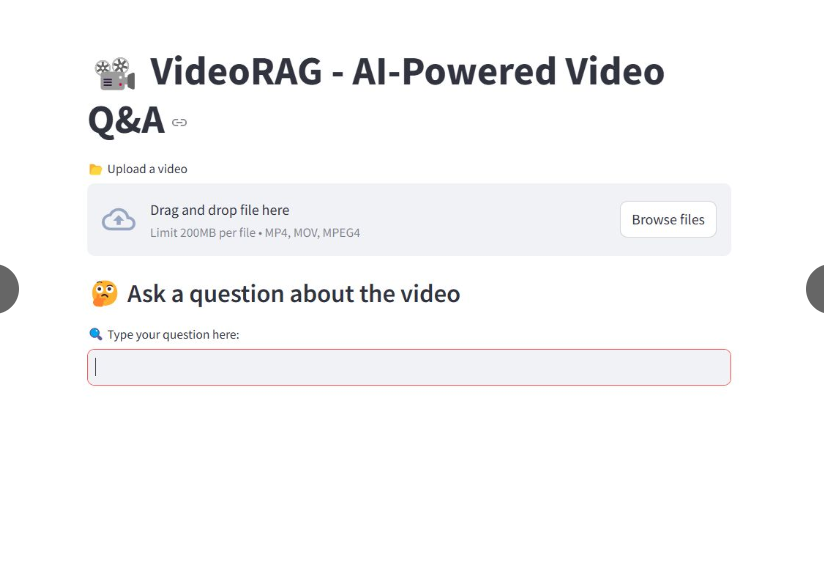 VideoRAG - AI-Powered Video
Q&A
Upload a video
Drag and drop file here
Limit 200MB per file • MP4, MOV, MPEG4
Browse files
Ask a question about the video
Type your question here: